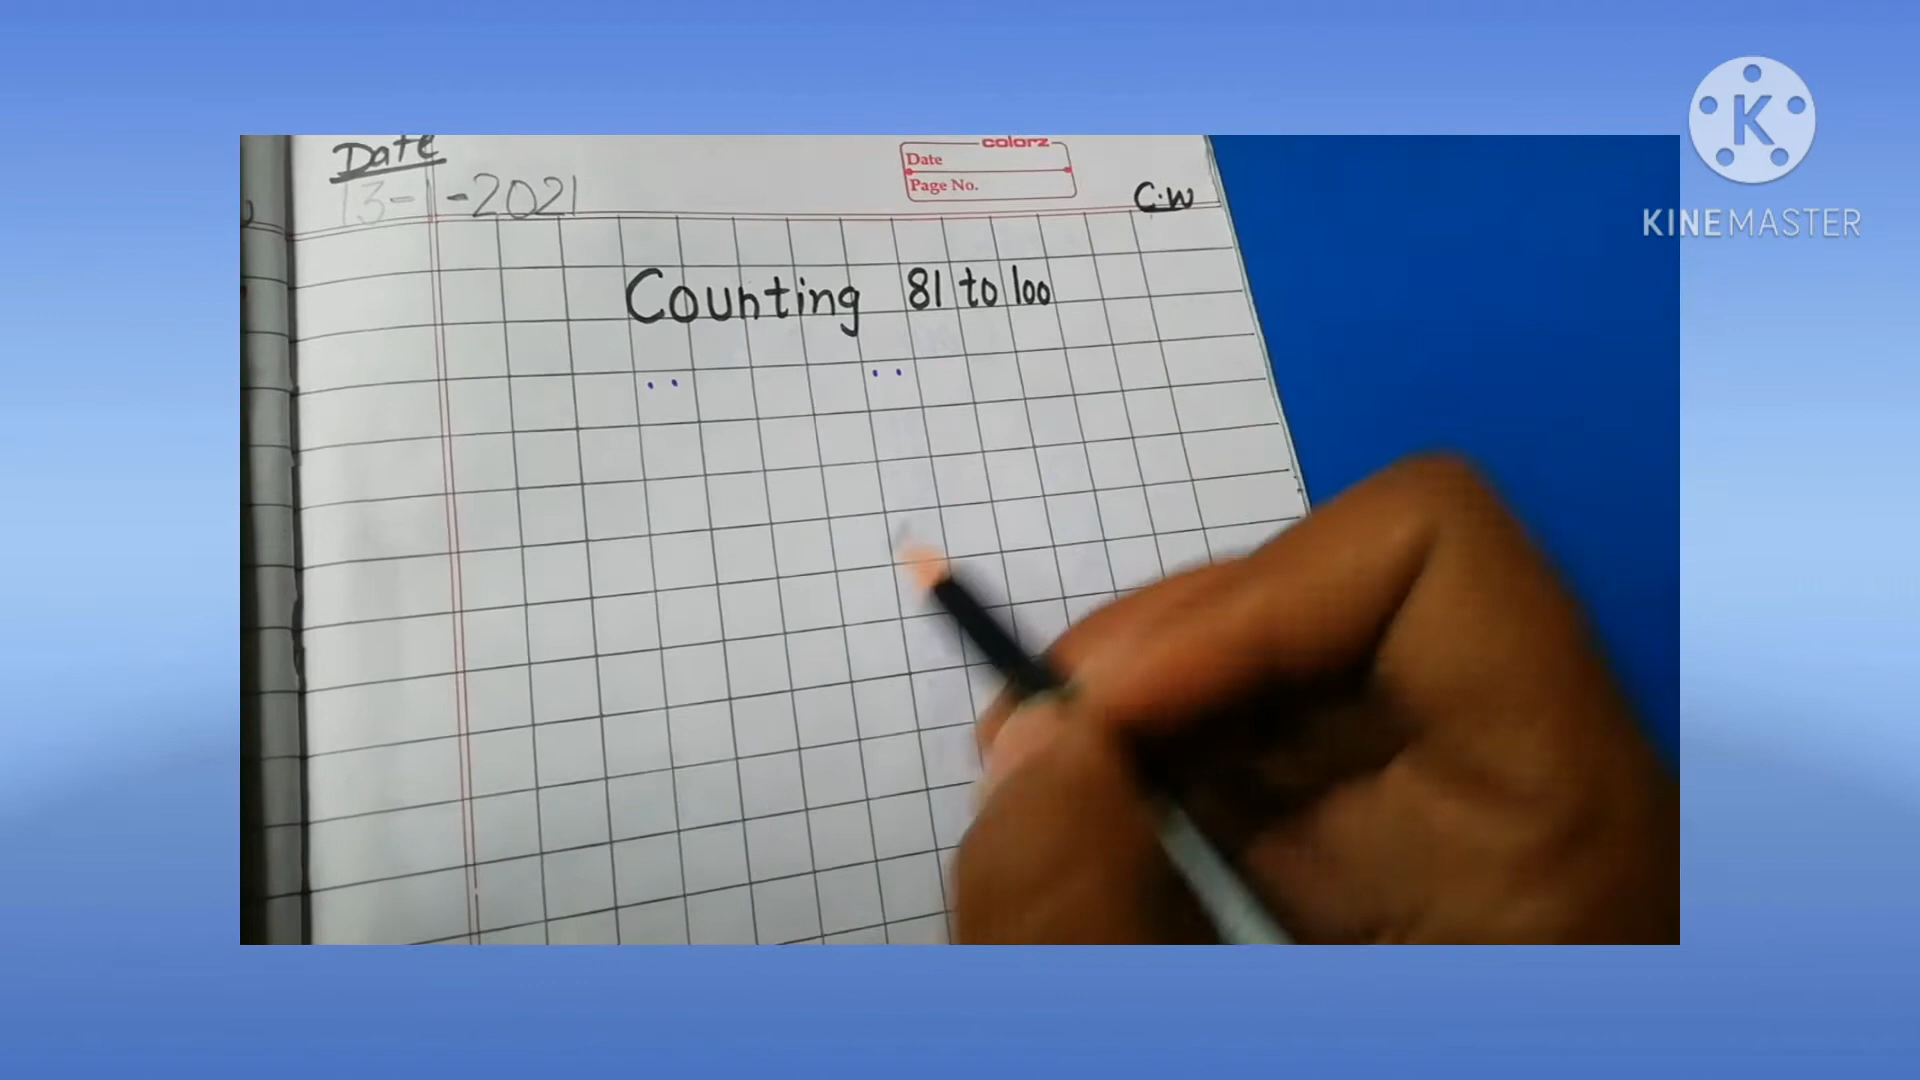 Date
13-1-2021
colorz
Date
Page No.
C.W
Counting 81 to 100
K
KINEMASTER